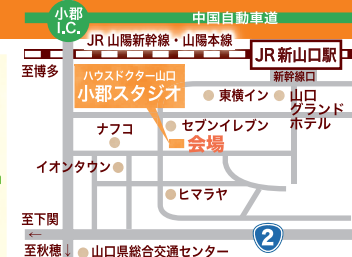 小郡
I.C.
中国自動車道
JR 山陽新幹線・山陽本線
JR 新山口駅
至博多
新幹線口
ハウスドクター山口
小郡スタジオ
東横イン
山口
グランド
ホテル
ナフコ
セブンイレブン
会場
イオンタウン
ヒマラヤ
至下関
←
2
至秋穂↓
山口県総合交通センター